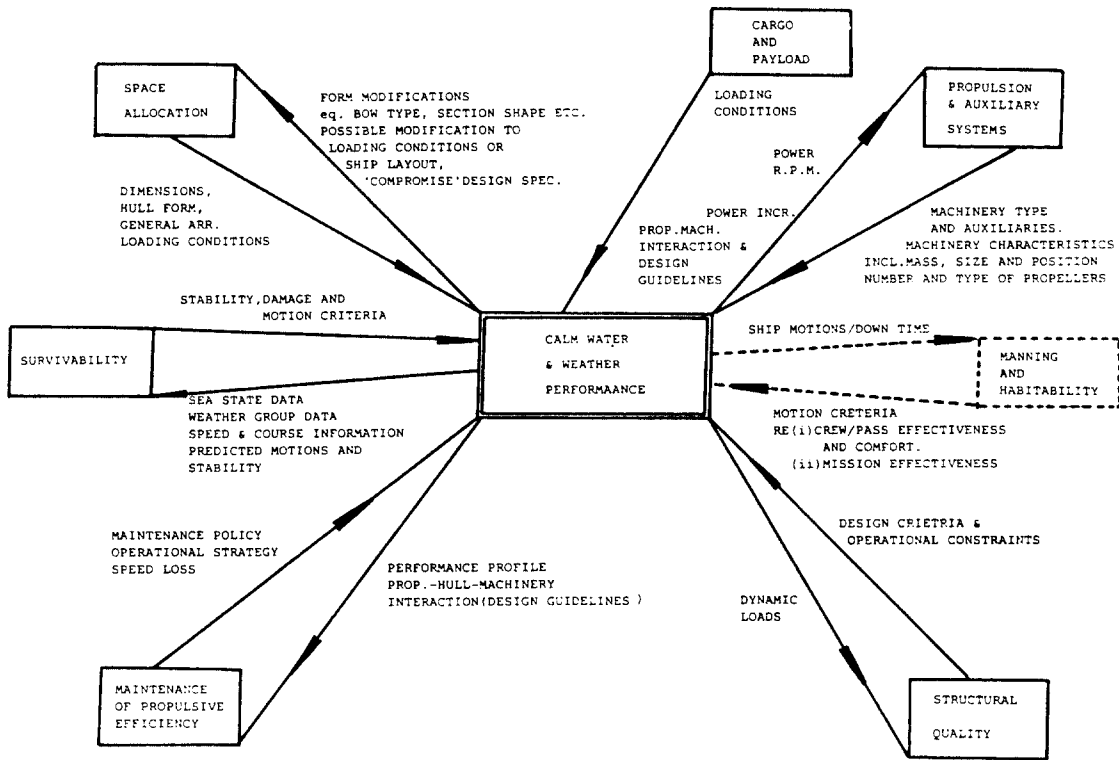 CARGO
AND
PAYLOAD
SPACE
ALLOCATION
FORM MODIFICATIONS
eq. BOW TYPE, SECTION SHAPE ETC.
POSSIBLE MODIFICATION TO
LOADING CONDITIONS OR
SHIP LAYOUT,
'COMPROMISE'DESIGN SPEC.
LOADING
CONDITIONS
PROPULSION
& AUXILIARY
SYSTEMS
POWER
R.P.M.
DIMENSIONS,
HULL FORM,
GENERAL ARR.
LOADING CONDITIONS
POWER INCR.
PROP.MACH.
INTERACTION &
DESIGN
GUIDELINES
MACHINERY TYPE
AND AUXILIARIES.
MACHINERY CHARACTERISTICS
INCL.MASS, SIZE AND POSITION
NUMBER AND TYPE OF PROPELLERS
STABILITY,DAMAGE AND
MOTION CRITERIA
SURVIVABILITY
CALM WATER
& WEATHER
PERFORMAANCE
SHIP MOTIONS/DOWN TIME
MANNING
AND
HABITABILITY
SEA STATE DATA
WEATHER GROUP DATA
SPEED & COURSE INFORMATION
PREDICTED MOTIONS AND
STABILITY
MOTION CRETERIA
RE(i)CREW/PASS EFFECTIVENESS
AND COMFORT.
(ii)MISSION EFFECTIVENESS
MAINTENANCE POLICY
OPERATIONAL STRATEGY
SPEED LOSS
PERFORMANCE PROFILE
PROP.-HULL-MACHINERY
INTERACTION(DESIGN GUIDELINES )
DESIGN CRIETRIA &
OPERATIONAL CONSTRAINTS
DYNAMIC
LOADS
MAINTENANCE
OF PROPULSIVE
EFFICIENCY
STRUCTURAL
QUALITY